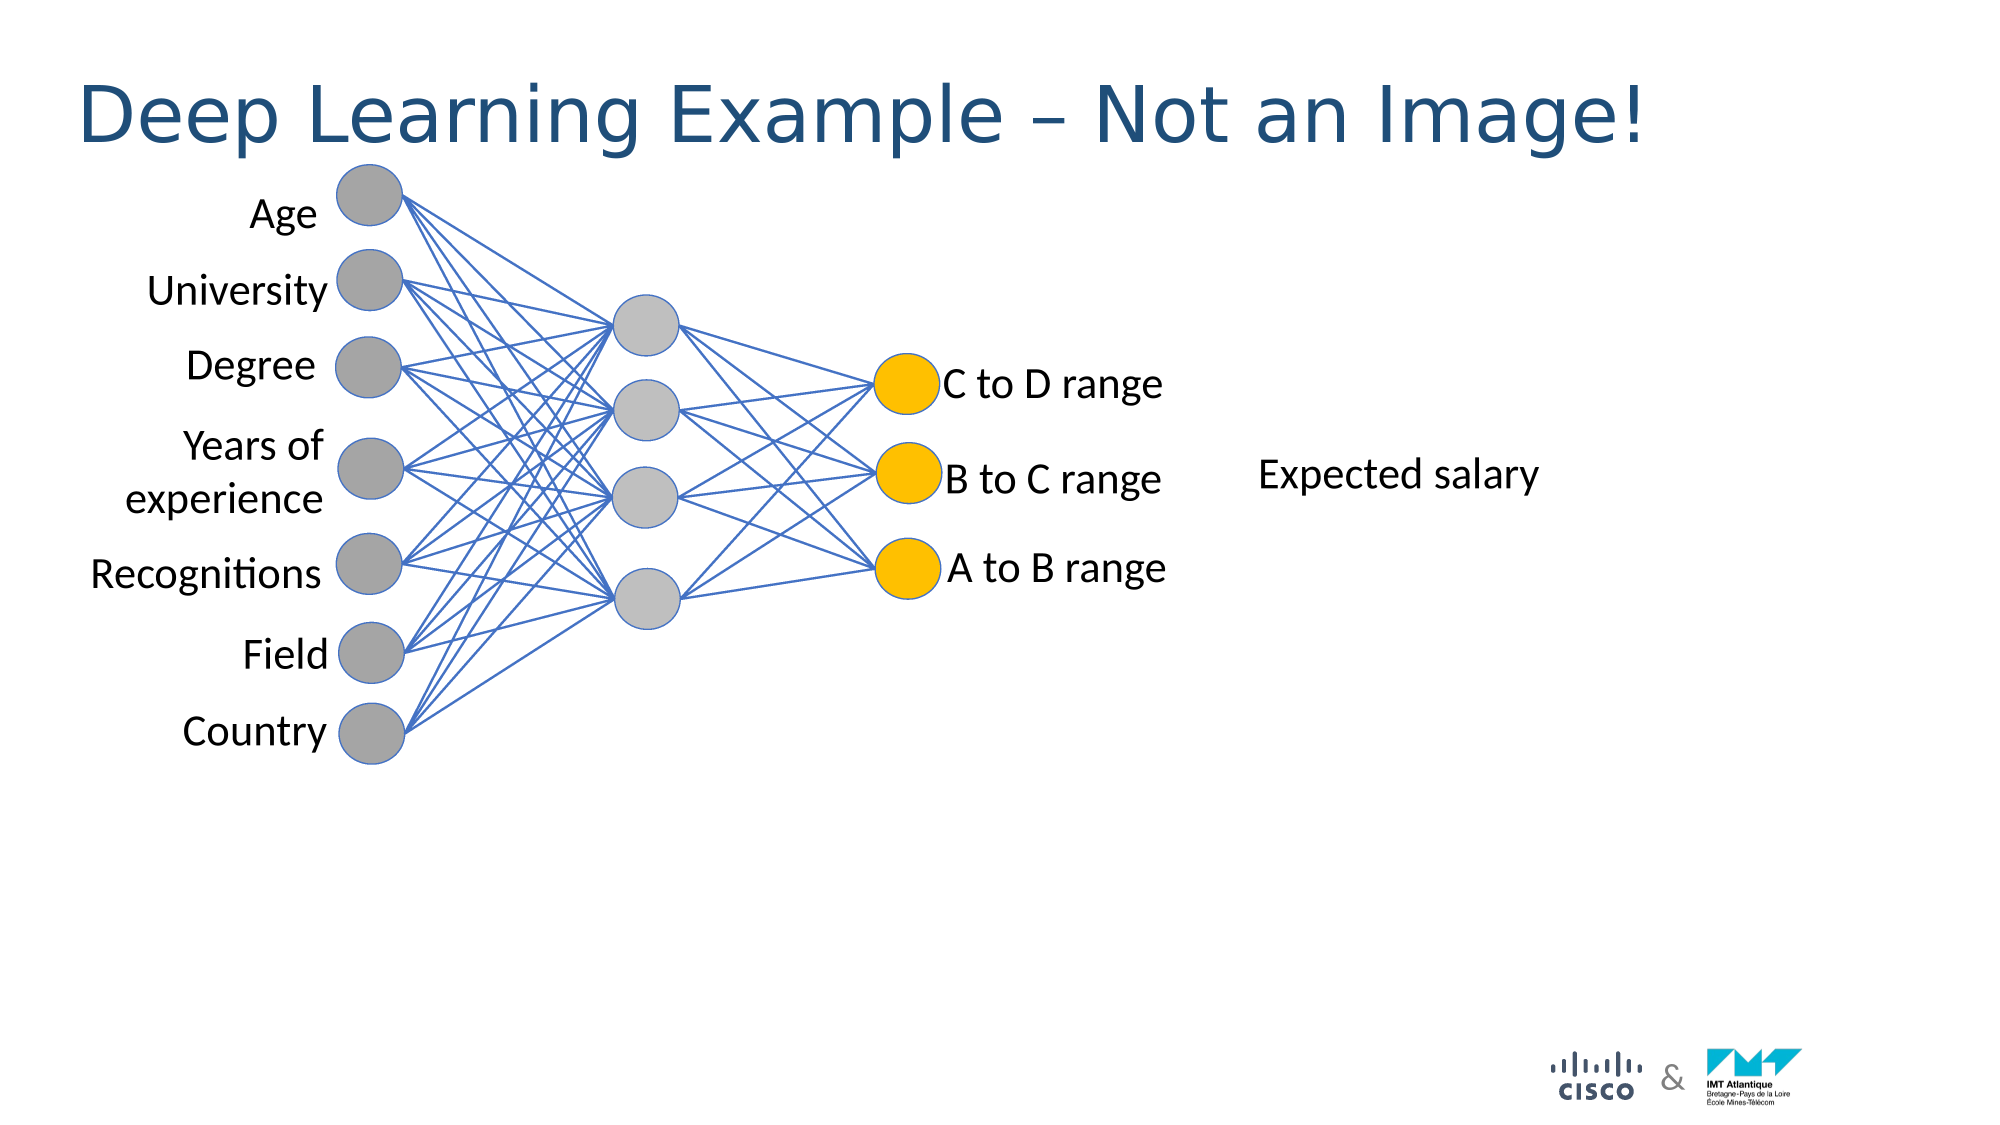 Deep Learning Example – Not an Image!
Age
University
Degree
Years of
experience
Recognitions
Field
Country
C to D range
B to C range
A to B range
Expected salary
CISCO
&
IMT Atlantique
Bretagne-Pays de la Loire
École Mines-Télécom